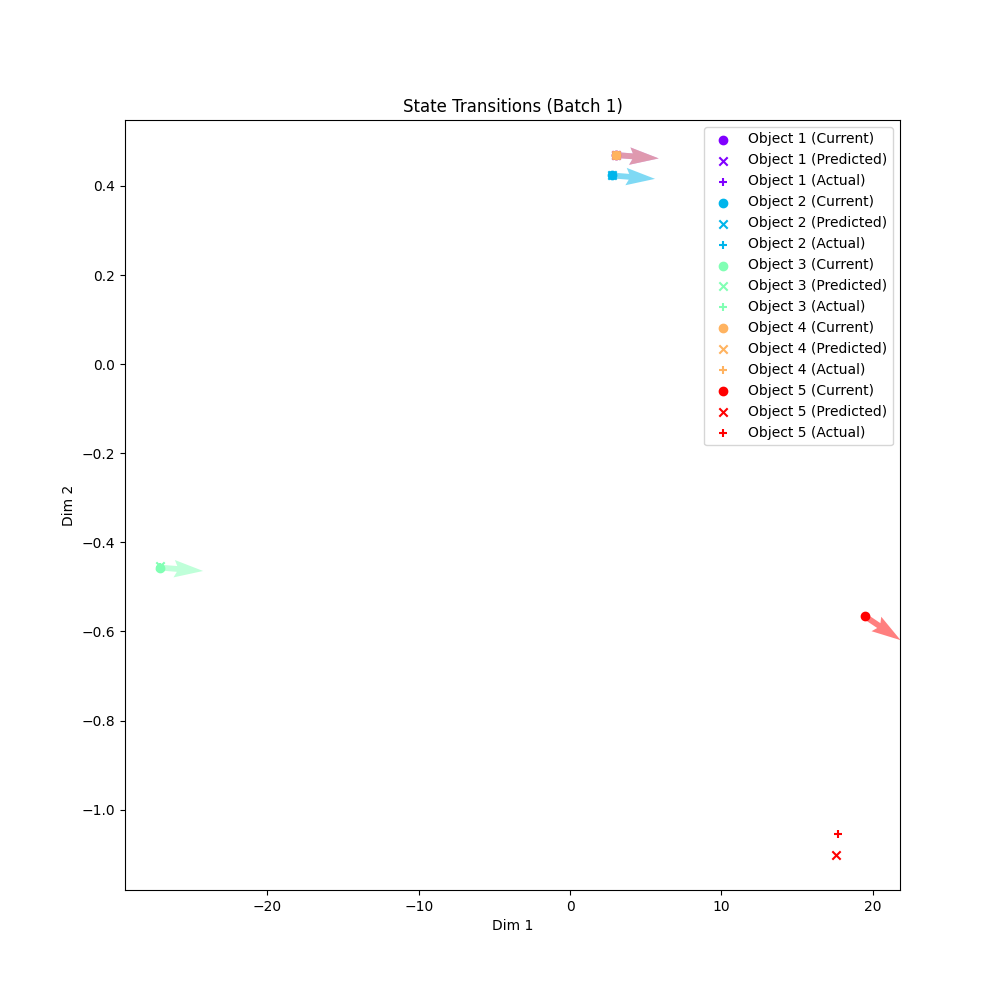 State Transitions (Batch 1)
Object 1 (Current)
Object 1 (Predicted)
Object 1 (Actual)
Object 2 (Current)
Object 2 (Predicted)
Object 2 (Actual)
Object 3 (Current)
Object 3 (Predicted)
Object 3 (Actual)
Object 4 (Current)
Object 4 (Predicted)
Object 4 (Actual)
Object 5 (Current)
Object 5 (Predicted)
Object 5 (Actual)
0.4
0.2
0.0
−0.2
−0.4
−0.6
−0.8
−1.0
Dim 2
−20 −10 0 10 20
Dim 1